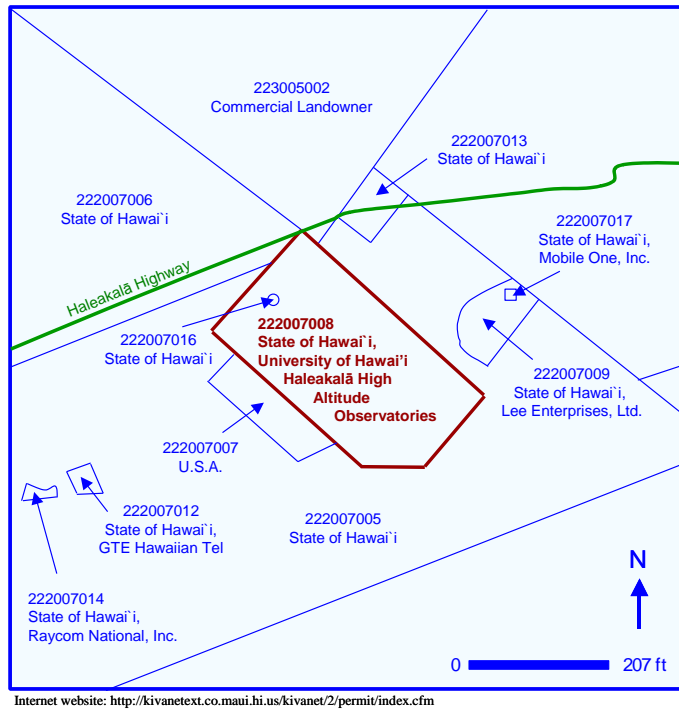 223005002
Commercial Landowner
222007013
State of Hawai`i
222007006
State of Hawai`i
222007017
State of Hawai`i,
Mobile One, Inc.
Haleakalā Highway
222007016
State of Hawai`i
222007008
State of Hawai`i,
University of Hawai'i
Haleakalā High
Altitude
Observatories
222007009
State of Hawai`i,
Lee Enterprises, Ltd.
222007007
U.S.A.
222007012
State of Hawai`i,
GTE Hawaiian Tel
222007005
State of Hawai`i
222007014
State of Hawai`i,
Raycom National, Inc.
N
0 207 ft
Internet website: http://kivanetext.co.maui.hi.us/kivanet/2/permit/index.cfm